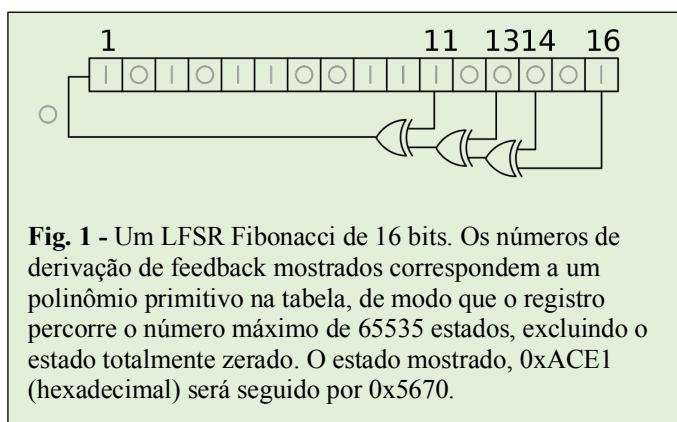 1 11 1314 16
I O I O I I O O I I I O O O O I
O
Fig. 1 - Um LFSR Fibonacci de 16 bits. Os números de
derivação de feedback mostrados correspondem a um
polinômio primitivo na tabela, de modo que o registro
percorre o número máximo de 65535 estados, excluindo o
estado totalmente zerado. O estado mostrado, 0xACE1
(hexadecimal) será seguido por 0x5670.